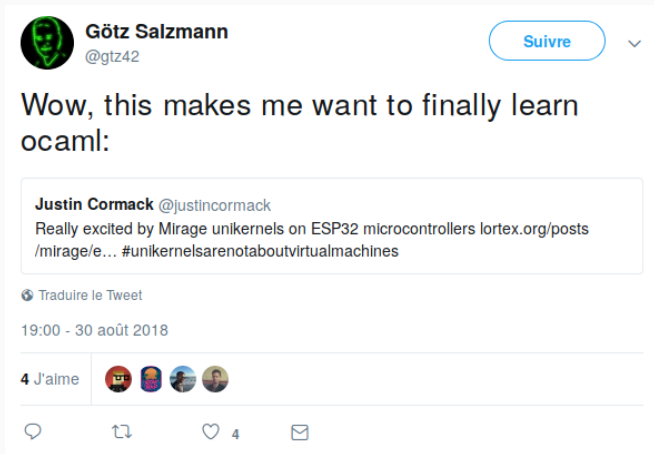 Götz Salzmann
@gtz42
Suivre
Wow, this makes me want to finally learn
ocaml:
Justin Cormack @justincormack
Really excited by Mirage unikernels on ESP32 microcontrollers lortex.org/posts
/mirage/e… #unikernelsarenotaboutvirtualmachines
Traduire le Tweet
19:00 - 30 août 2018
4 J'aime
4